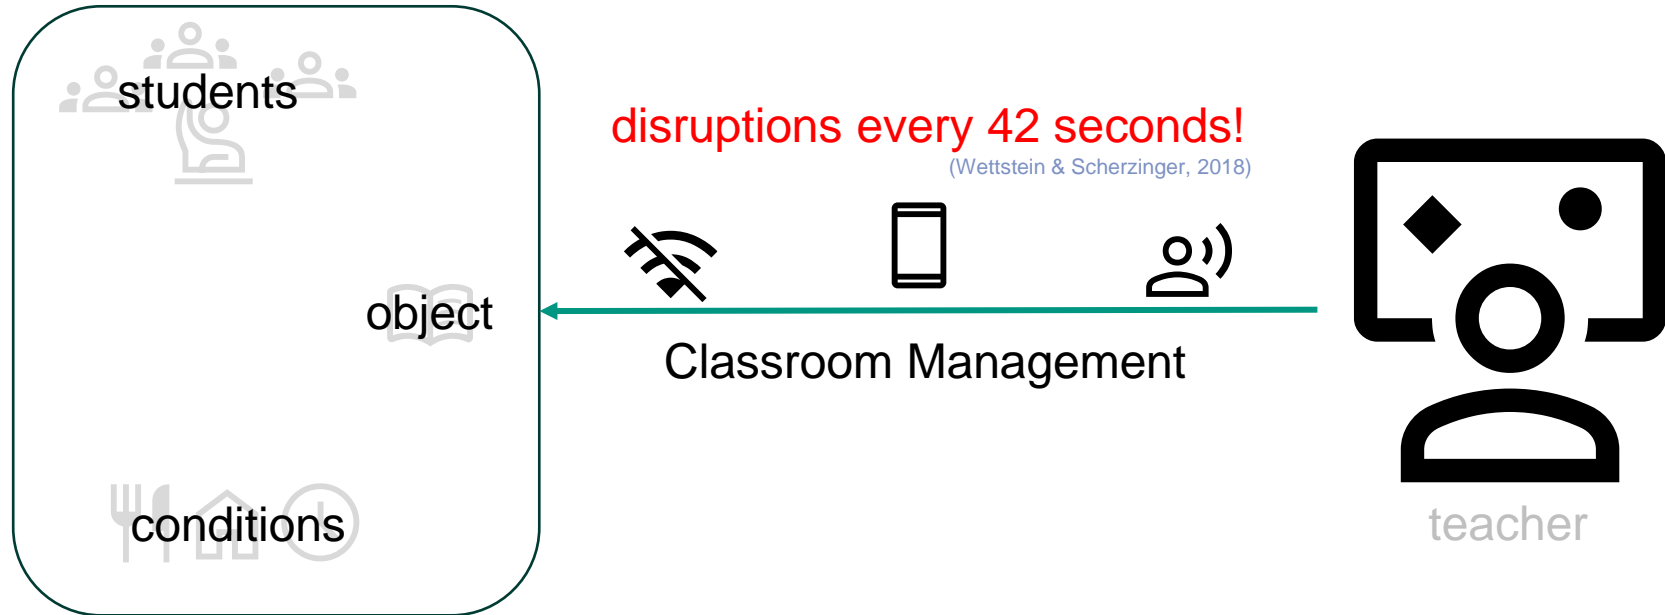 students
disruptions every 42 seconds!
(Wettstein & Scherzinger, 2018)
object
Classroom Management
conditions
teacher